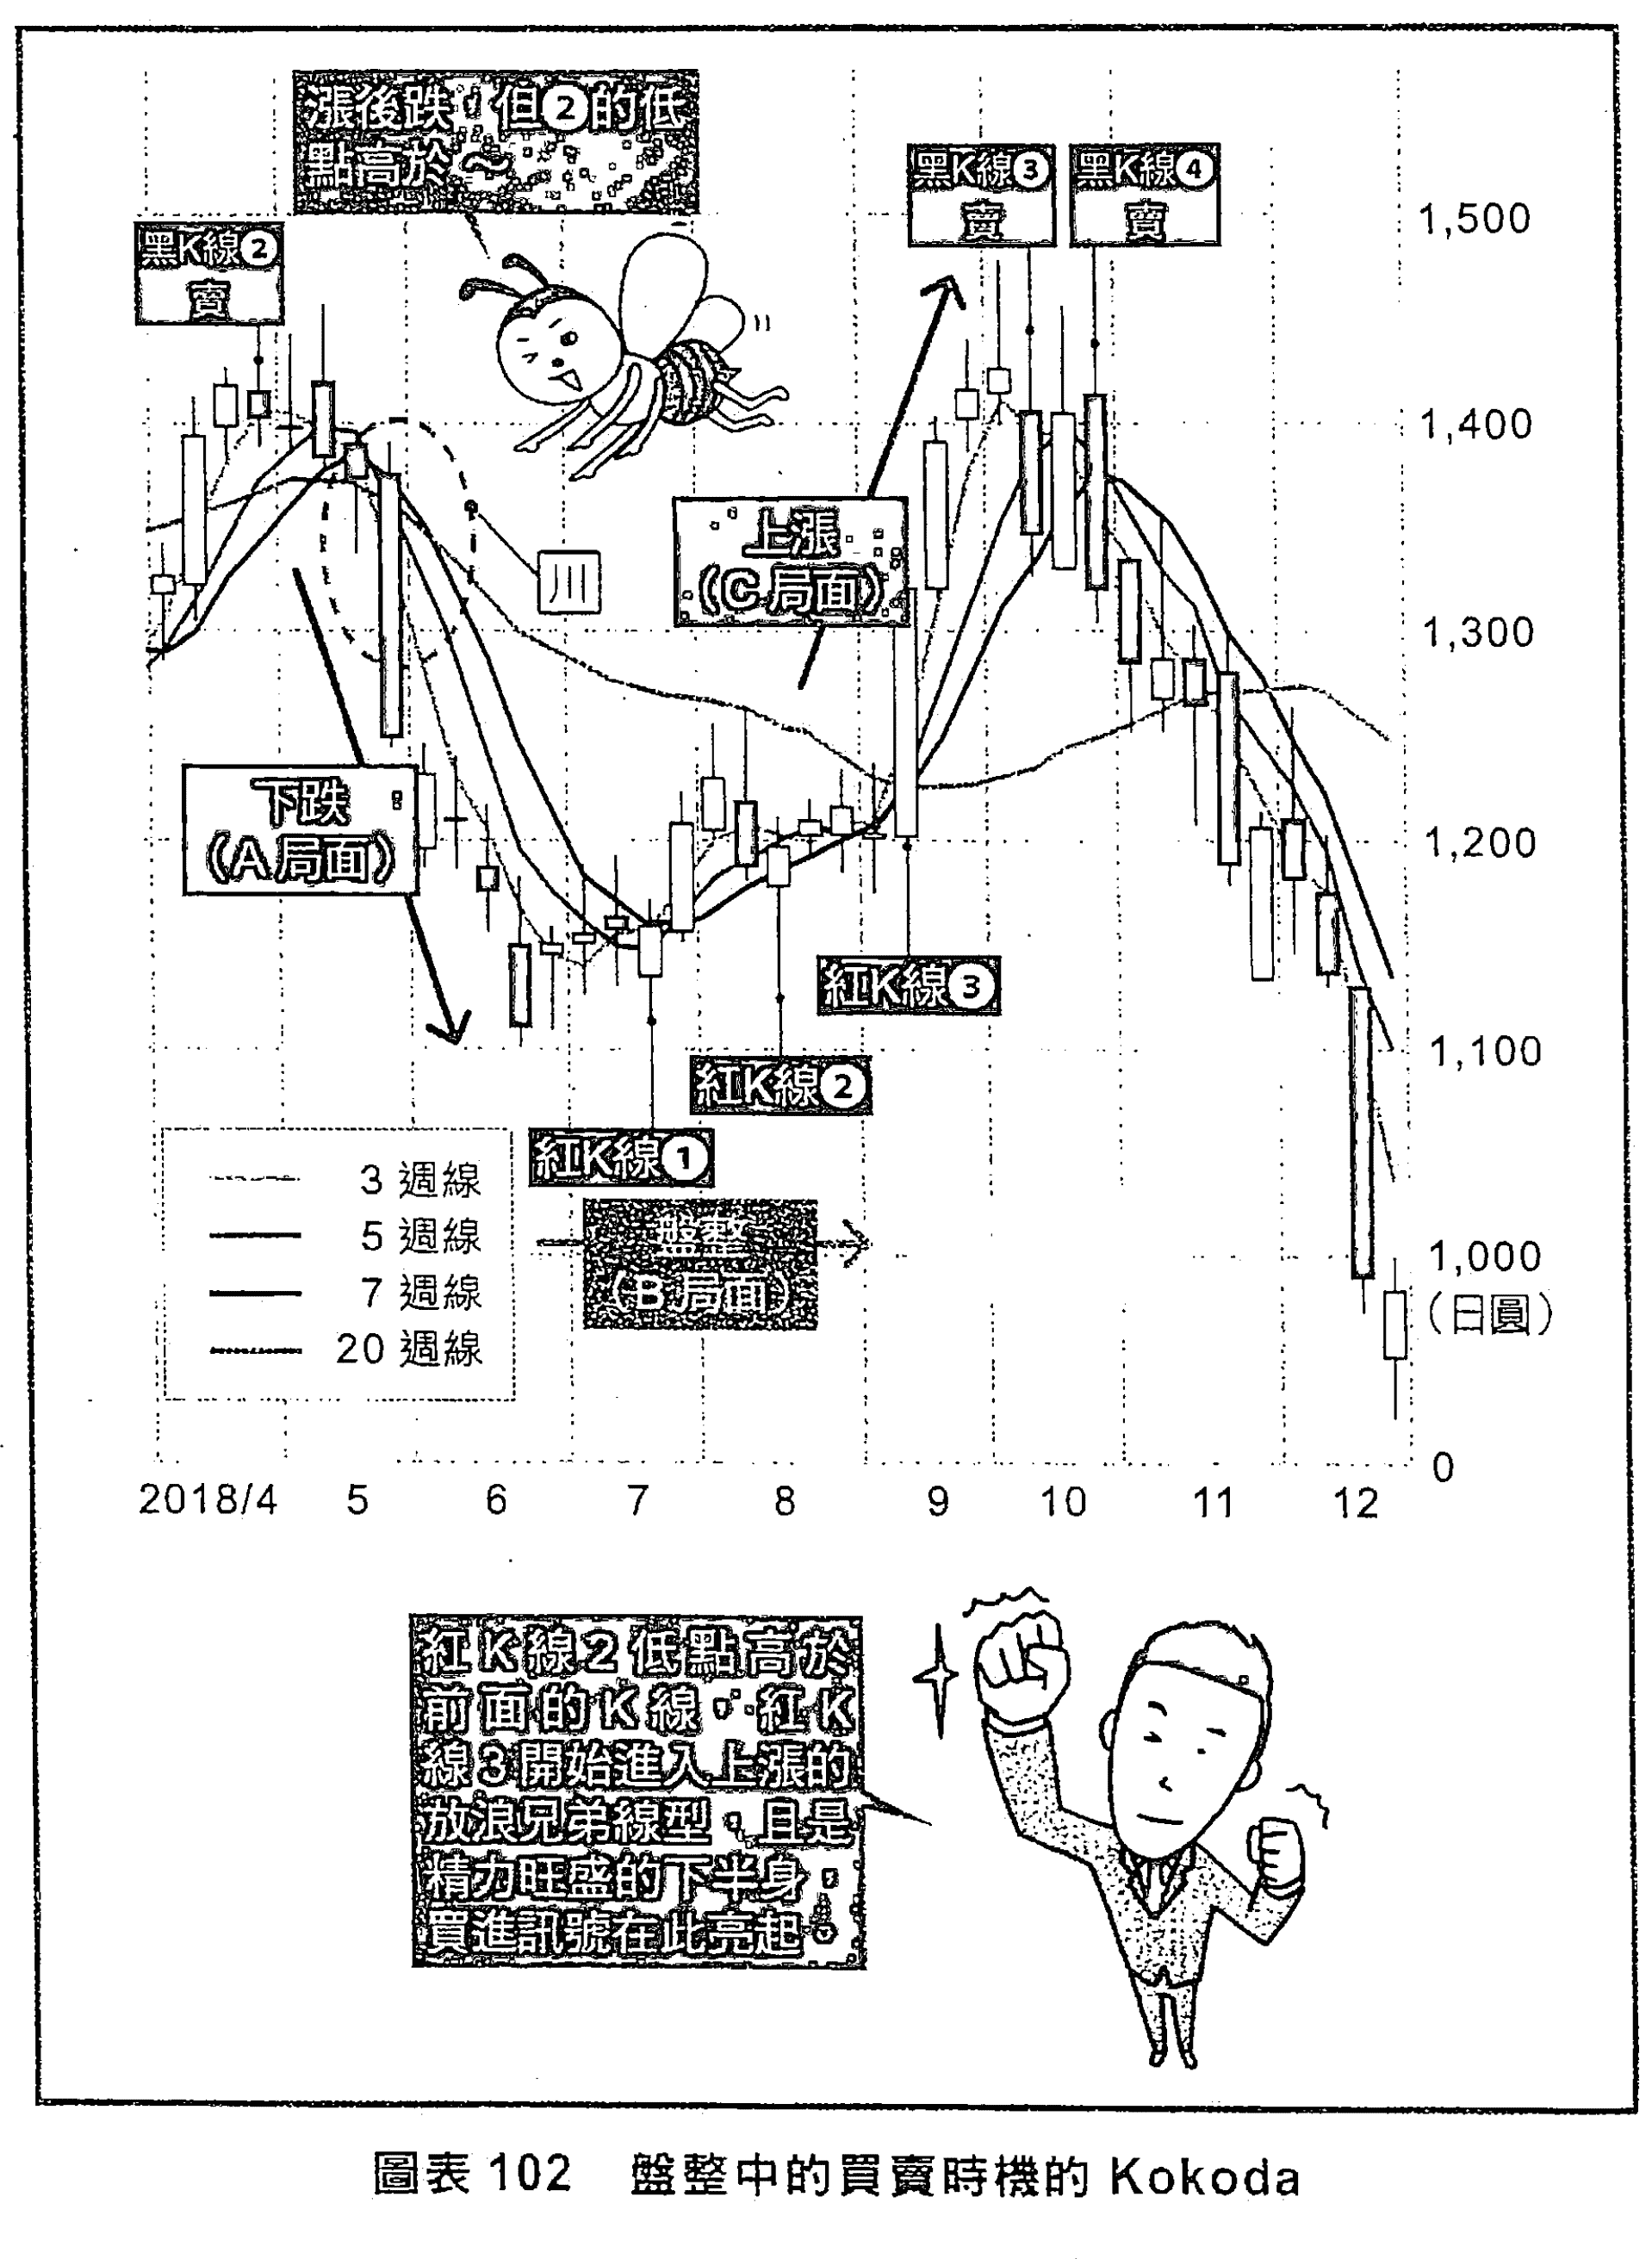 漲後跌，但❷的低
點高於～
黑K線❷
賣
黑K線❸
賣
黑K線❹
賣
1,500
1,400
1,300
1,200
1,100
1,000
(日圓)
0
川
上漲
(C局面)
下跌
(A局面)
紅K線❸
紅K線❷
紅K線❶
盤整
(B局面)
3 週線
5 週線
7 週線
20 週線
2018/4 5 6 7 8 9 10 11 12
紅K線2低點高於
前面的K線，紅K
線3開始進入上漲的
放浪兄弟線型，且是
精力旺盛的下半身，
買進訊號在此亮起。
圖表 102 盤整中的買賣時機的 Kokoda